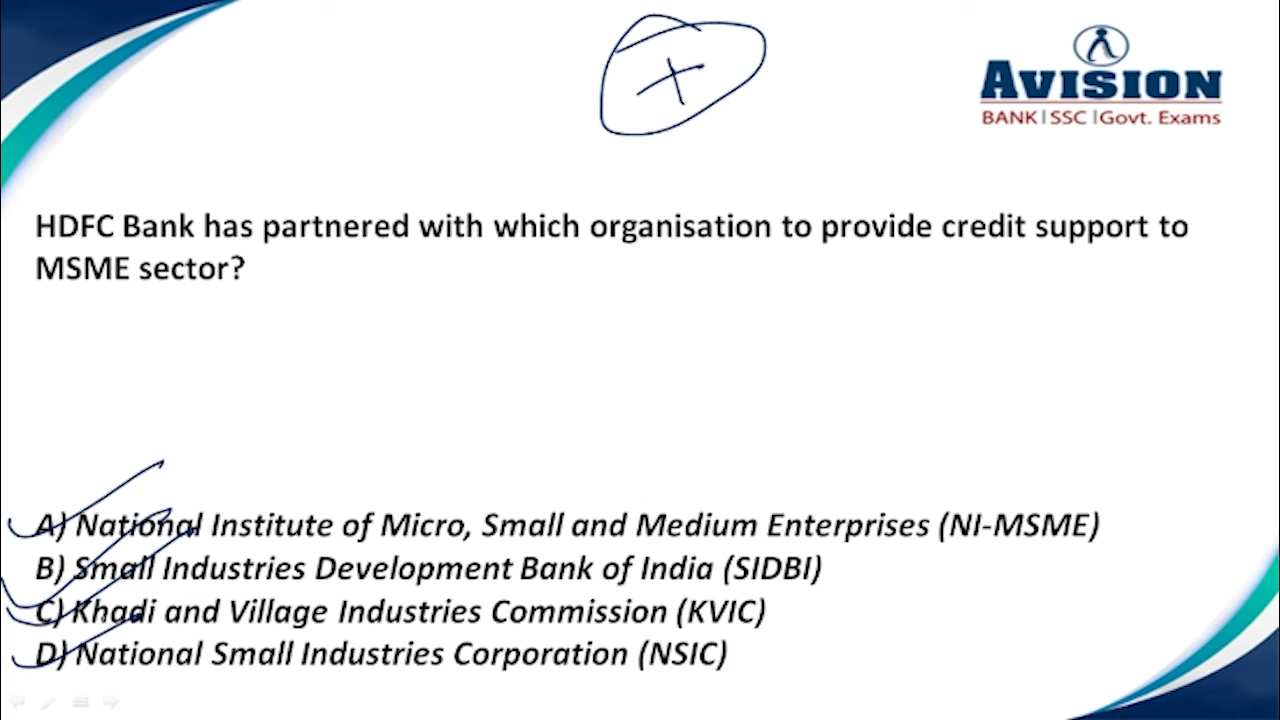 AVISION
BANK | SSC | Govt. Exams
HDFC Bank has partnered with which organisation to provide credit support to
MSME sector?
A) National Institute of Micro, Small and Medium Enterprises (NI-MSME)
B) Small Industries Development Bank of India (SIDBI)
C) Khadi and Village Industries Commission (KVIC)
D) National Small Industries Corporation (NSIC)